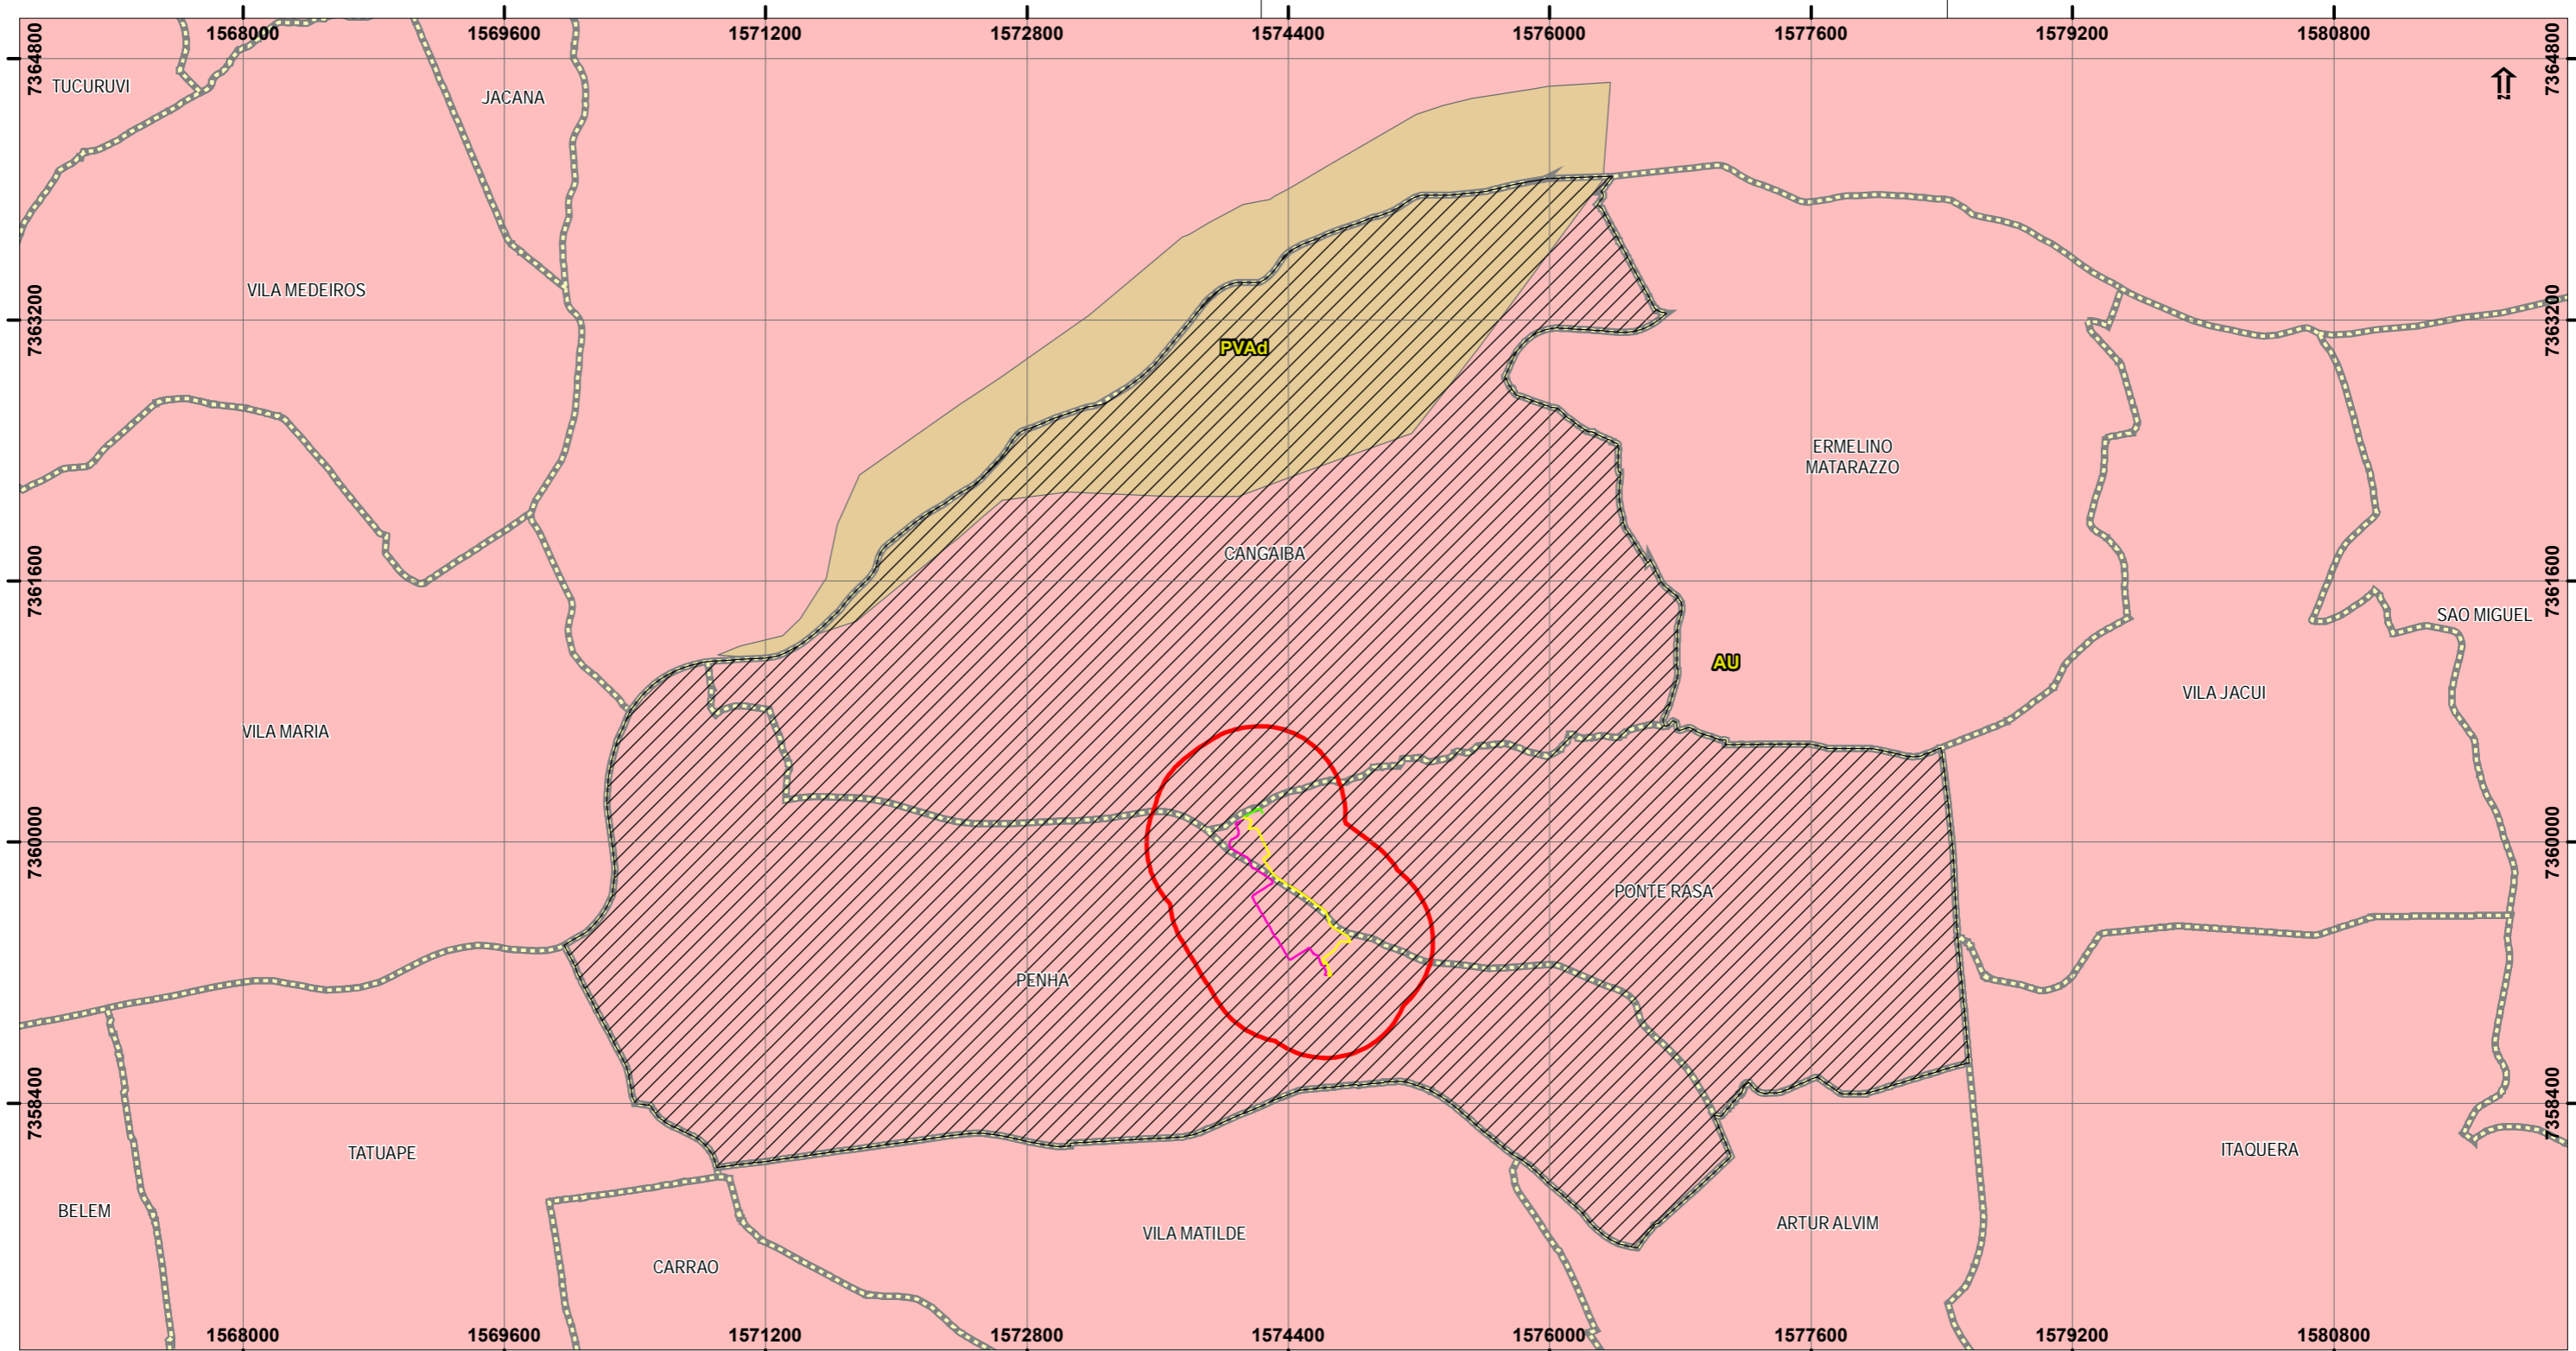 1568000 1569600 1571200 1572800 1574400 1576000 1577600 1579200 1580800
7364800 7364800
TUCURUVI
JACANA
N
VILA MEDEIROS
7363200 7363200
PVAd
ERMELINO
MATARAZZO
CANGAIBA
7361600 7361600
SAO MIGUEL
AU
VILA JACUI
VILA MARIA
7360000 7360000
PONTE RASA
PENHA
7358400 7358400
TATUAPE
ITAQUERA
BELEM
ARTUR ALVIM
VILA MATILDE
CARRAO
1568000 1569600 1571200 1572800 1574400 1576000 1577600 1579200 1580800